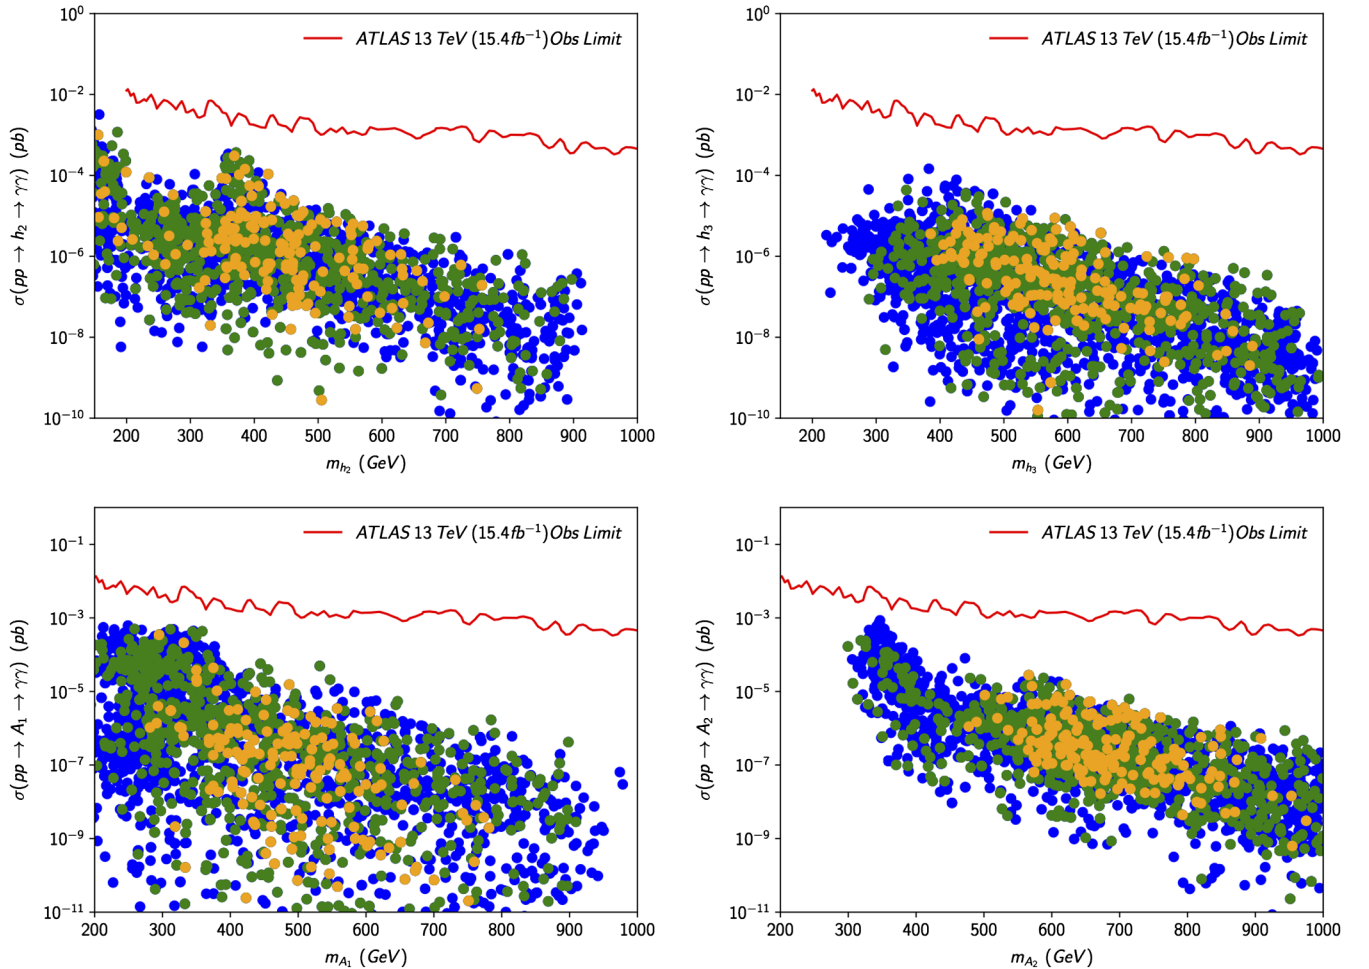 10⁰
10⁻²
10⁻⁴
10⁻⁶
10⁻⁸
10⁻¹⁰
σ(pp → h₂ → γγ) (pb)
ATLAS 13 TeV (15.4fb⁻¹)Obs Limit
200 300 400 500 600 700 800 900 1000
m_h₂ (GeV)
10⁰
10⁻²
10⁻⁴
10⁻⁶
10⁻⁸
10⁻¹⁰
σ(pp → h₃ → γγ) (pb)
ATLAS 13 TeV (15.4fb⁻¹)Obs Limit
200 300 400 500 600 700 800 900 1000
m_h₃ (GeV)
10⁻¹
10⁻³
10⁻⁵
10⁻⁷
10⁻⁹
10⁻¹¹
σ(pp → A₁ → γγ) (pb)
ATLAS 13 TeV (15.4fb⁻¹)Obs Limit
200 300 400 500 600 700 800 900 1000
m_A₁ (GeV)
10⁻¹
10⁻³
10⁻⁵
10⁻⁷
10⁻⁹
10⁻¹¹
σ(pp → A₂ → γγ) (pb)
ATLAS 13 TeV (15.4fb⁻¹)Obs Limit
200 300 400 500 600 700 800 900 1000
m_A₂ (GeV)